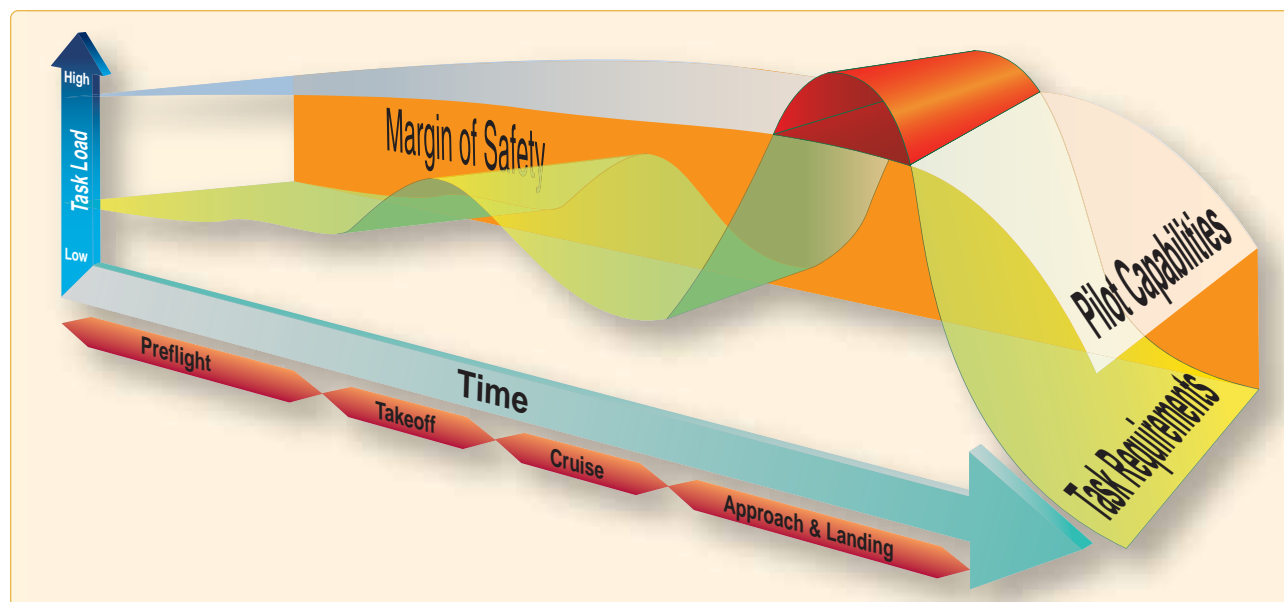 High
Task Load
Low
Margin of Safety
Pilot Capabilities
Task Requirements
Time
Preflight
Takeoff
Cruise
Approach & Landing